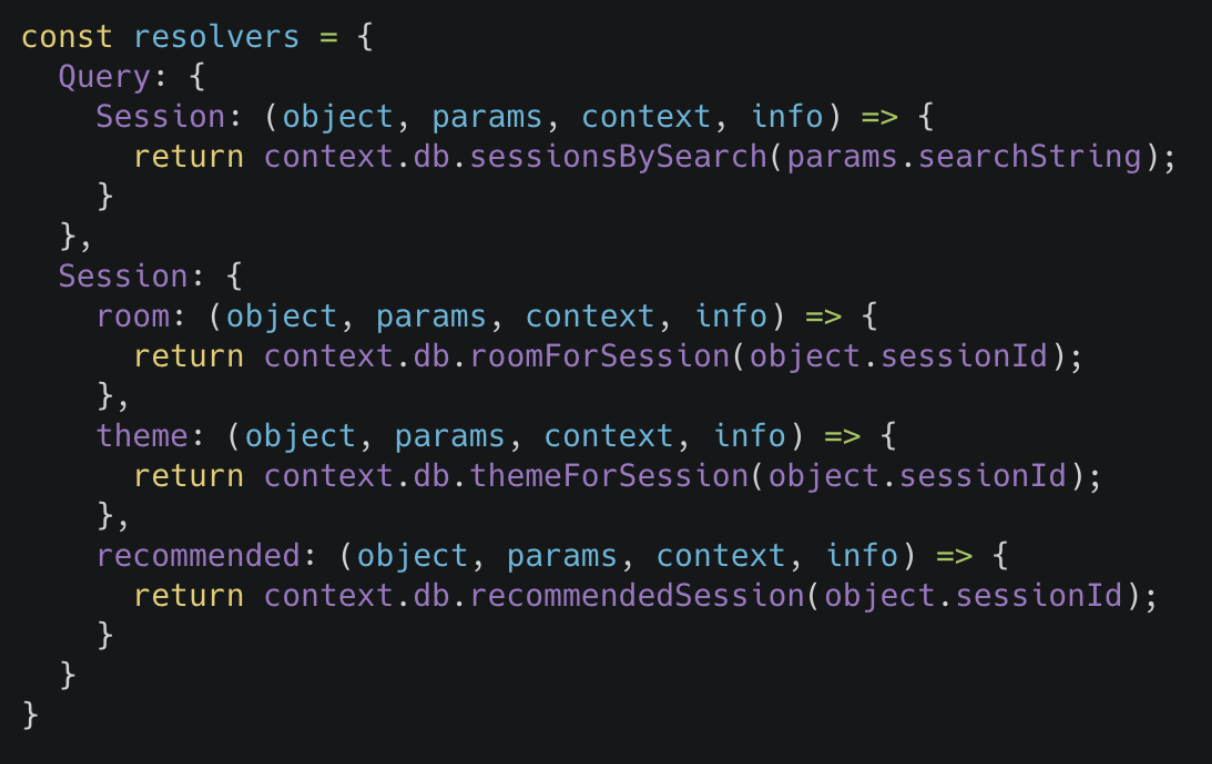 const resolvers = {
  Query: {
    Session: (object, params, context, info) => {
      return context.db.sessionsBySearch(params.searchString);
    }
  },
  Session: {
    room: (object, params, context, info) => {
      return context.db.roomForSession(object.sessionId);
    },
    theme: (object, params, context, info) => {
      return context.db.themeForSession(object.sessionId);
    },
    recommended: (object, params, context, info) => {
      return context.db.recommendedSession(object.sessionId);
    }
  }
}